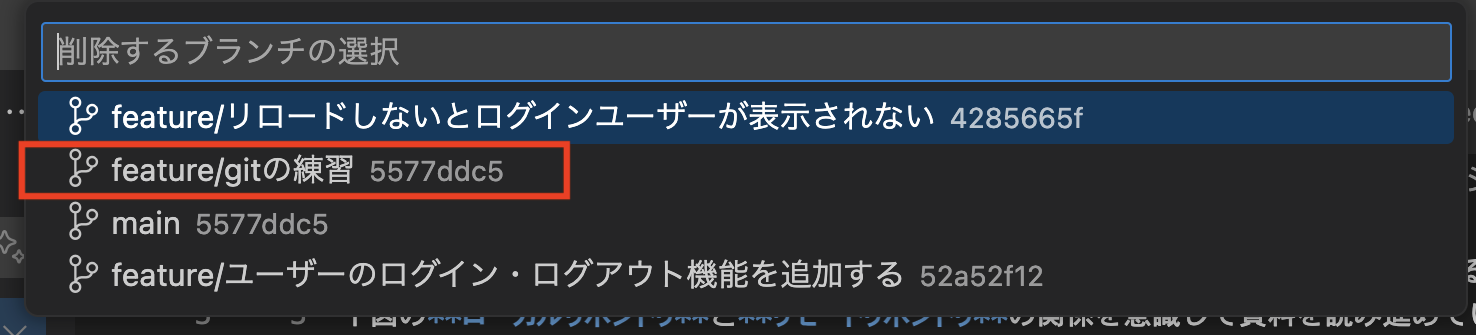 削除するブランチの選択
feature/リロードしないとログインユーザーが表示されない 4285665f
feature/gitの練習 5577ddc5
main 5577ddc5
feature/ユーザーのログイン・ログアウト機能を追加する 52a52f12